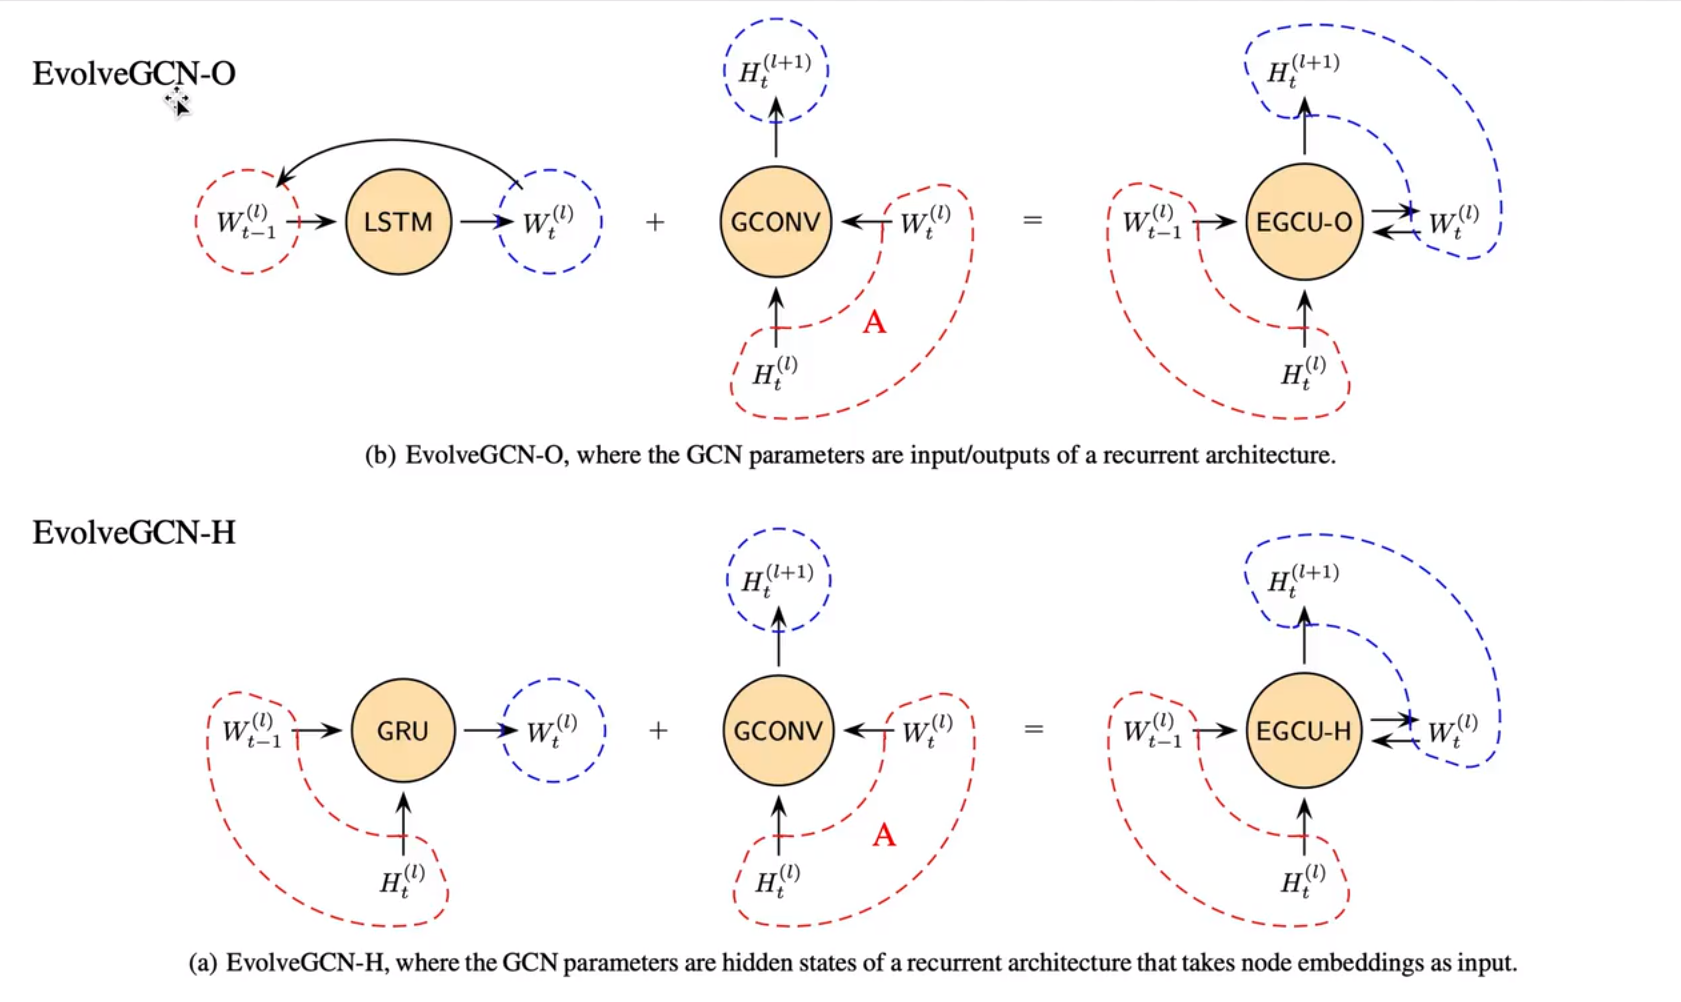 EvolveGCN-O
H_t^{(l+1)} H_t^{(l+1)}
W_{t-1}^{(l)} LSTM W_t^{(l)} + GCONV W_t^{(l)} = W_{t-1}^{(l)} EGCU-O W_t^{(l)}
A
H_t^{(l)} H_t^{(l)}
(b) EvolveGCN-O, where the GCN parameters are input/outputs of a recurrent architecture.
EvolveGCN-H
H_t^{(l+1)} H_t^{(l+1)}
W_{t-1}^{(l)} GRU W_t^{(l)} + GCONV W_t^{(l)} = W_{t-1}^{(l)} EGCU-H W_t^{(l)}
A
H_t^{(l)} H_t^{(l)} H_t^{(l)}
(a) EvolveGCN-H, where the GCN parameters are hidden states of a recurrent architecture that takes node embeddings as input.